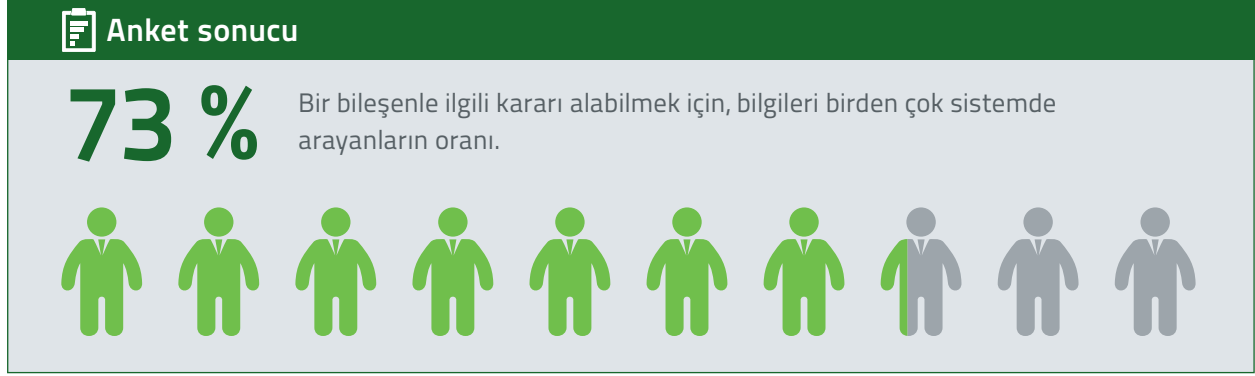 Anket sonucu
73 %
Bir bileşenle ilgili kararı alabilmek için, bilgileri birden çok sistemde
arayanların oranı.